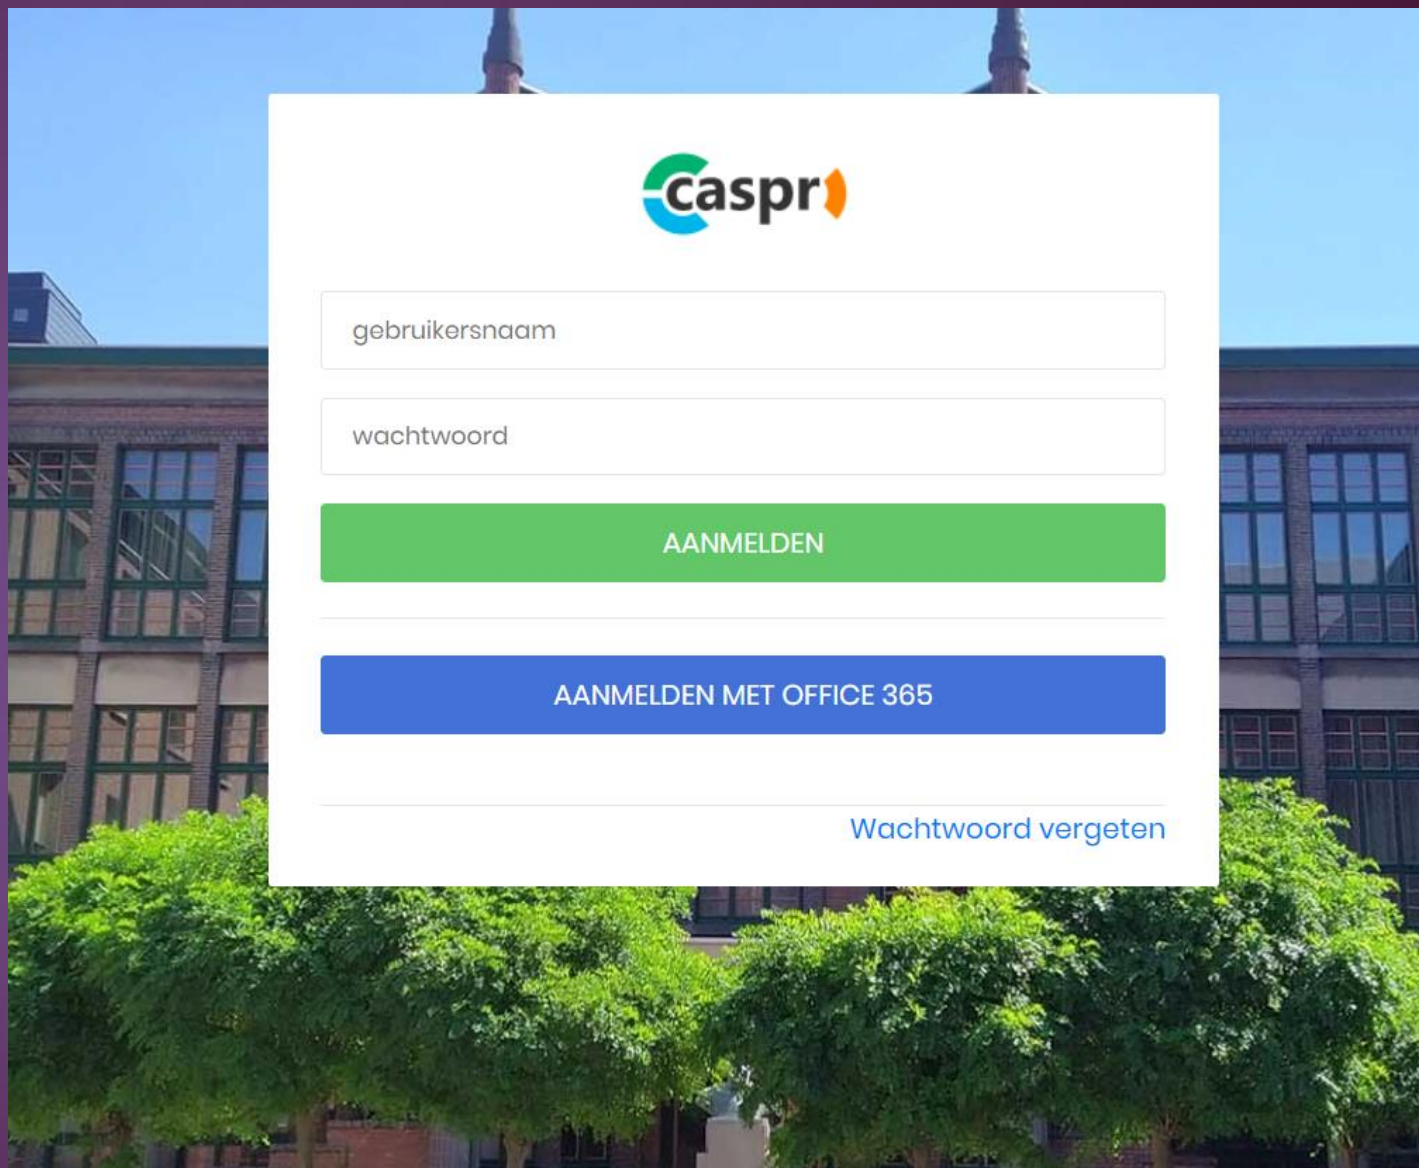 caspr
gebruikersnaam
wachtwoord
AANMELDEN
AANMELDEN MET OFFICE 365
Wachtwoord vergeten